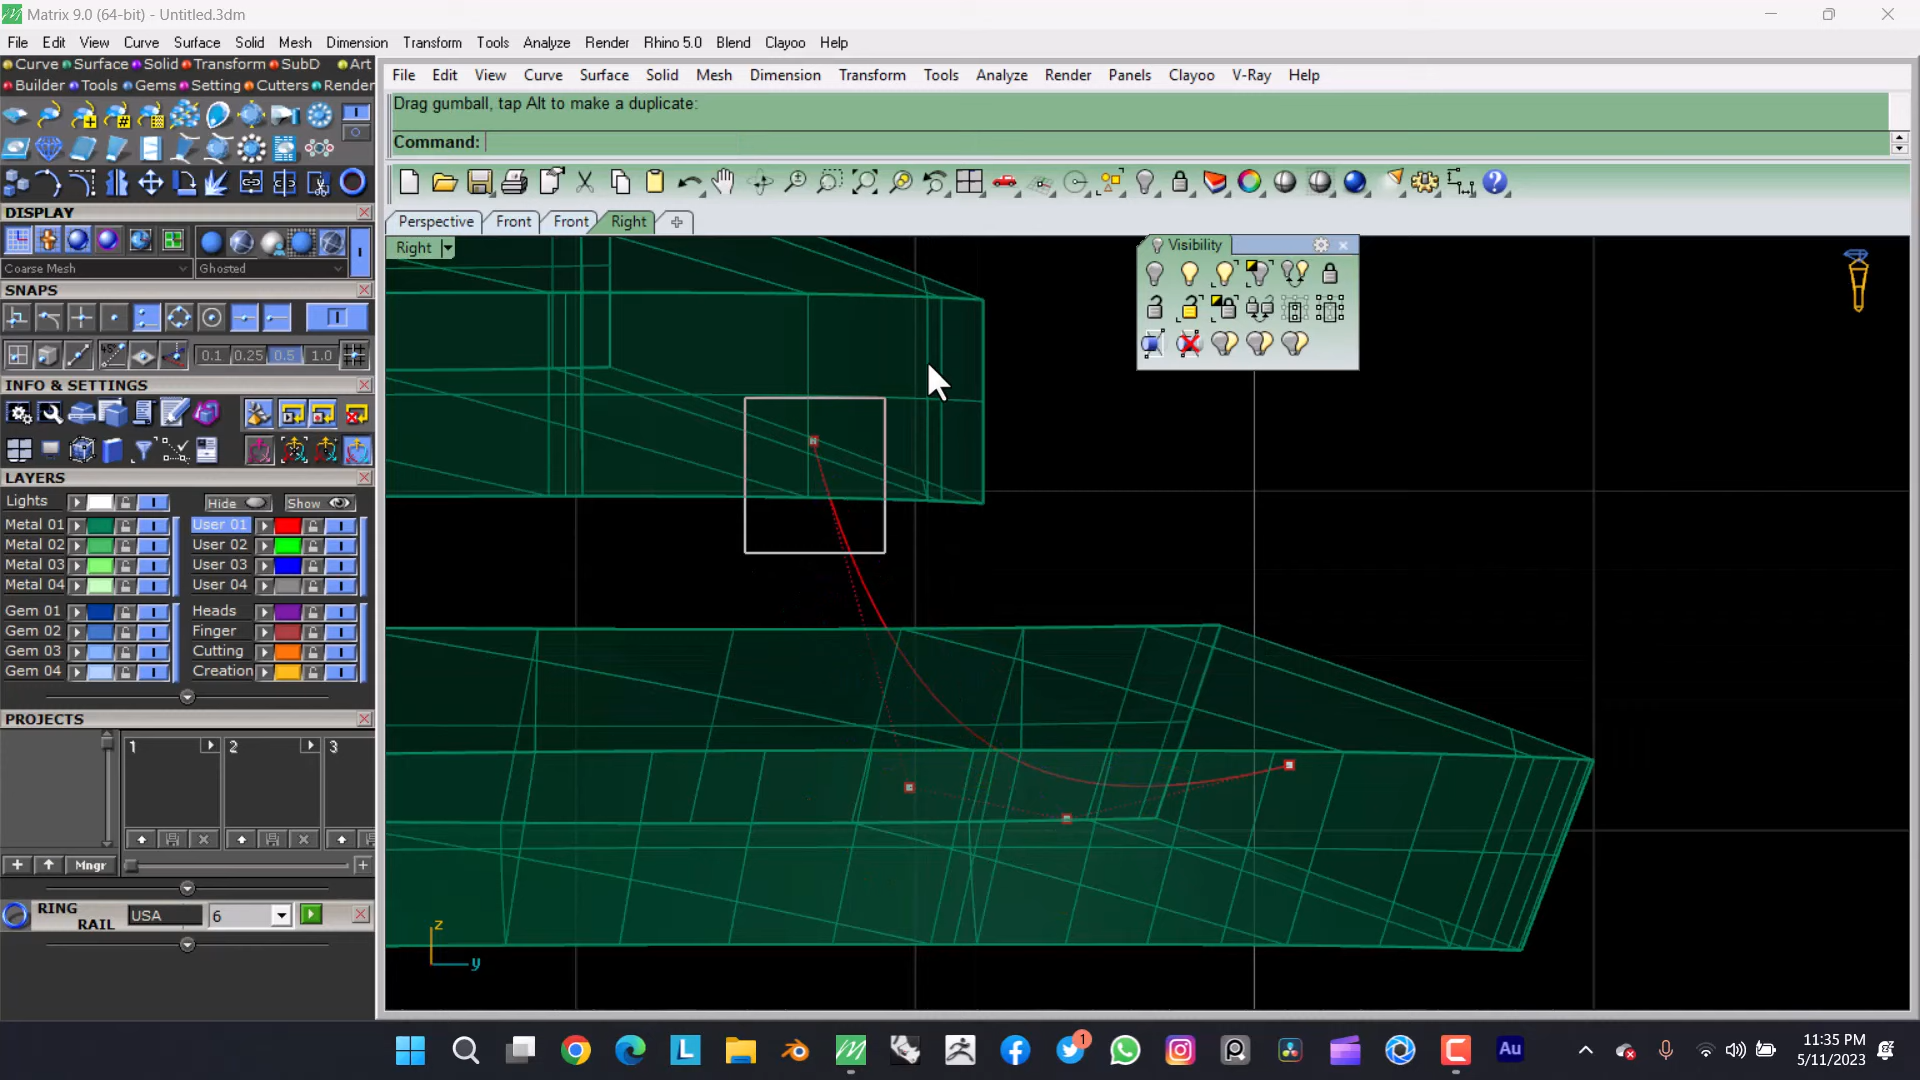 Matrix 9.0 (64-bit) - Untitled.3dm
File Edit View Curve Surface Solid Mesh Dimension Transform Tools Analyze Render Rhino 5.0 Blend Clayoo Help
Curve Surface Solid Transform SubD Art
Builder Tools Gems Setting Cutters Render
File Edit View Curve Surface Solid Mesh Dimension Transform Tools Analyze Render Panels Clayoo V-Ray Help
Drag gumball, tap Alt to make a duplicate:
Command:
Perspective Front Front Right
Right
Visibility
DISPLAY
Coarse Mesh Ghosted
SNAPS
0.1 0.25 0.5 1.0
INFO & SETTINGS
LAYERS
Lights Hide Show
Metal 01 User 01
Metal 02 User 02
Metal 03 User 03
Metal 04 User 04
Gem 01 Heads
Gem 02 Finger
Gem 03 Cutting
Gem 04 Creation
PROJECTS
1 2 3
Mngr
RING RAIL USA 6
z
y
1
L
Au
11:35 PM
5/11/2023